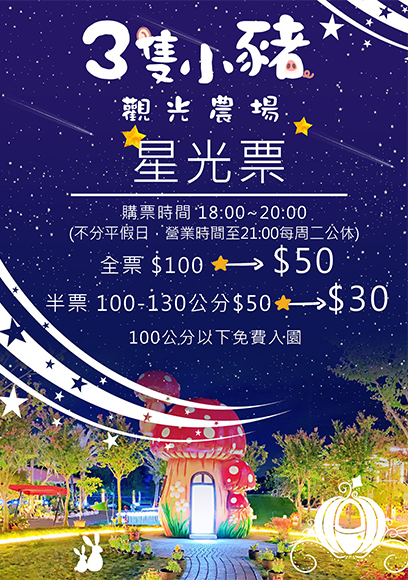 3隻小豬
觀光農場
星光票
購票時間 18:00~20:00
(不分平假日，營業時間至21:00每周二公休)
全票 $100 → $50
半票 100-130公分$50 → $30
100公分以下免費入園